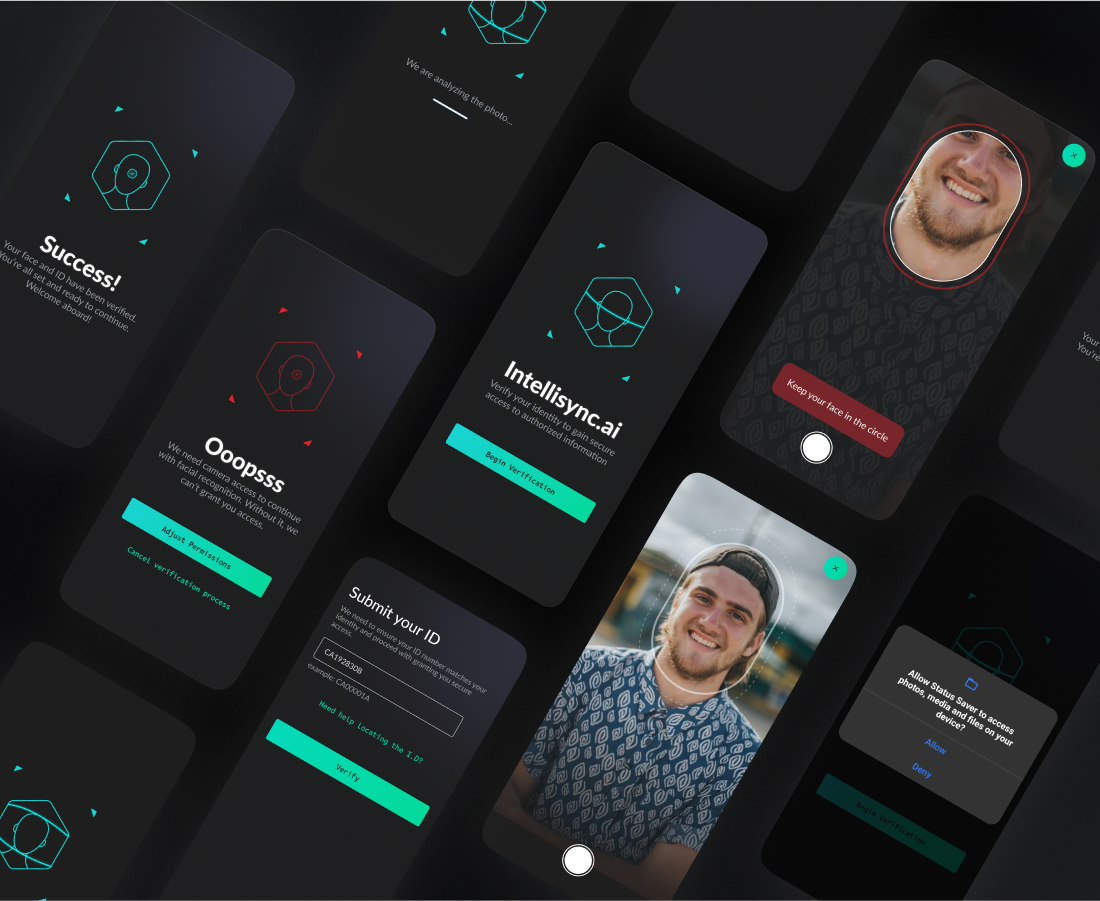 We are analyzing the photo...
Success!
Your face and ID have been verified.
You're all set and ready to continue.
Welcome aboard!
Ooopsss
We need camera access to continue
with facial recognition. Without it, we
can't grant you access.
Adjust Permissions
Cancel verification process
Intellisync.ai
Verify your identity to gain secure
access to authorized information
Begin Verification
Keep your face in the circle
Your
You're
Submit your ID
We need to ensure your ID number matches your
identity and proceed with granting you secure
access.
CA1928308
example: CA00001A
Need help locating the I.D?
Verify
Allow Status Saver to access
photos, media and files on your
device?
Allow
Deny
Begin Verification